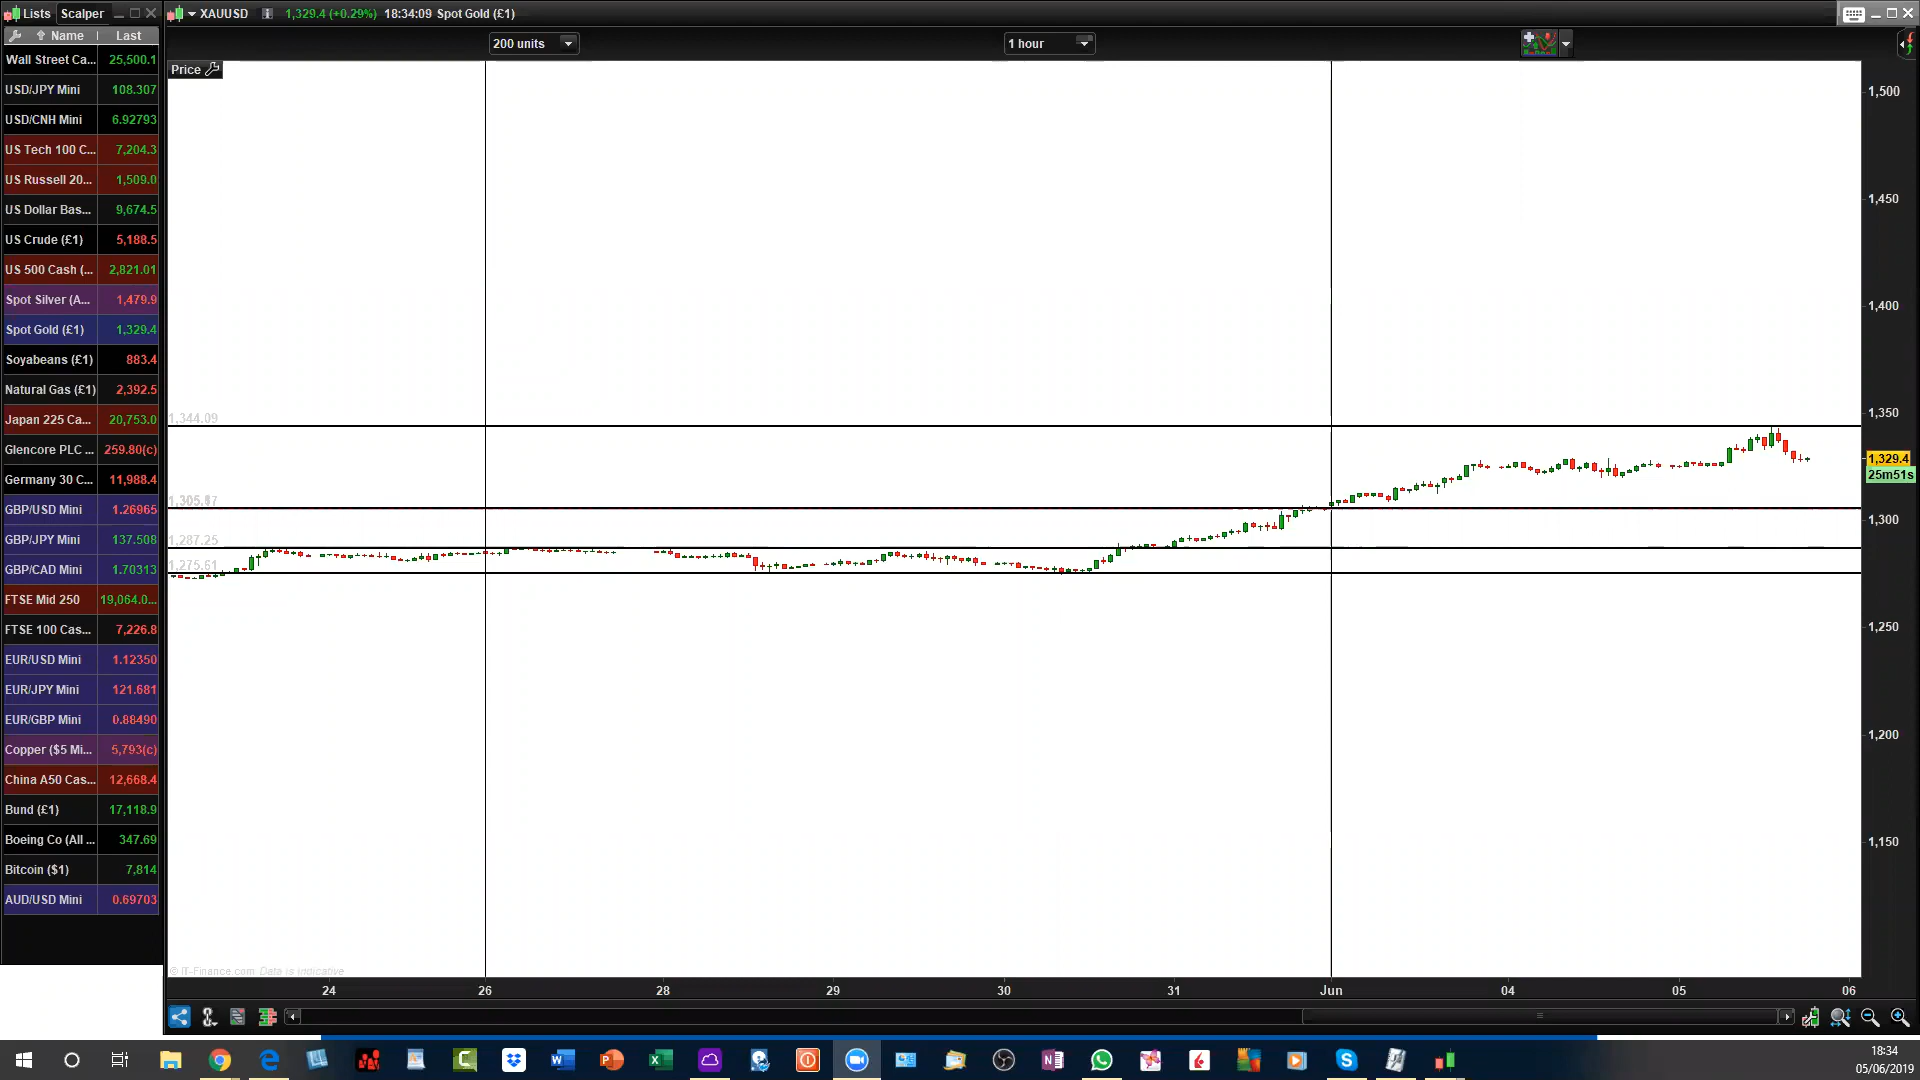 Lists Scalper
XAUUSD 1,329.4 (+0.29%) 18:34:09 Spot Gold (£1)
Name Last
200 units
1 hour
Price
Wall Street Ca... 25,500.1
USD/JPY Mini 108.307
USD/CNH Mini 6.92793
US Tech 100 C... 7,204.3
US Russell 20... 1,509.0
US Dollar Bas... 9,674.5
US Crude (£1) 5,188.5
US 500 Cash (... 2,821.01
Spot Silver (A... 1,479.9
Spot Gold (£1) 1,329.4
Soyabeans (£1) 883.4
Natural Gas (£1) 2,392.5
Japan 225 Ca... 20,753.0
Glencore PLC ... 259.80(c)
Germany 30 C... 11,988.4
GBP/USD Mini 1.26965
GBP/JPY Mini 137.508
GBP/CAD Mini 1.70313
FTSE Mid 250 19,064.0...
FTSE 100 Cas... 7,226.8
EUR/USD Mini 1.12350
EUR/JPY Mini 121.681
EUR/GBP Mini 0.88490
Copper ($5 Mi... 5,793(c)
China A50 Cas... 12,668.4
Bund (£1) 17,118.9
Boeing Co (All ... 347.69
Bitcoin ($1) 7,814
AUD/USD Mini 0.69703
1,344.09
1,287.25
1,275.61
1,500
1,450
1,400
1,350
1,329.4
25m51s
1,300
1,250
1,200
1,150
© IT-Finance.com Data is indicative
24 26 28 29 30 31 Jun 04 05 06
18:34
05/06/2019